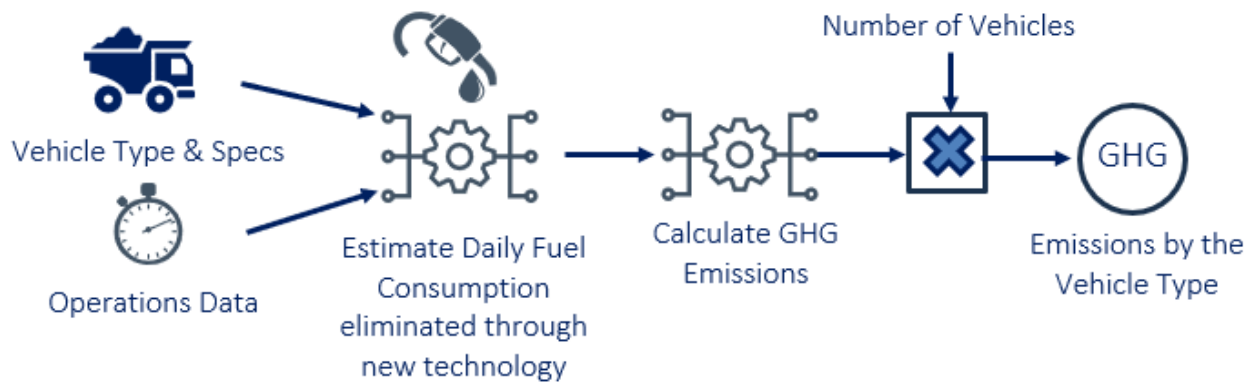 Number of Vehicles
Vehicle Type & Specs
Operations Data
Estimate Daily Fuel
Consumption
eliminated through
new technology
Calculate GHG
Emissions
GHG
Emissions by the
Vehicle Type